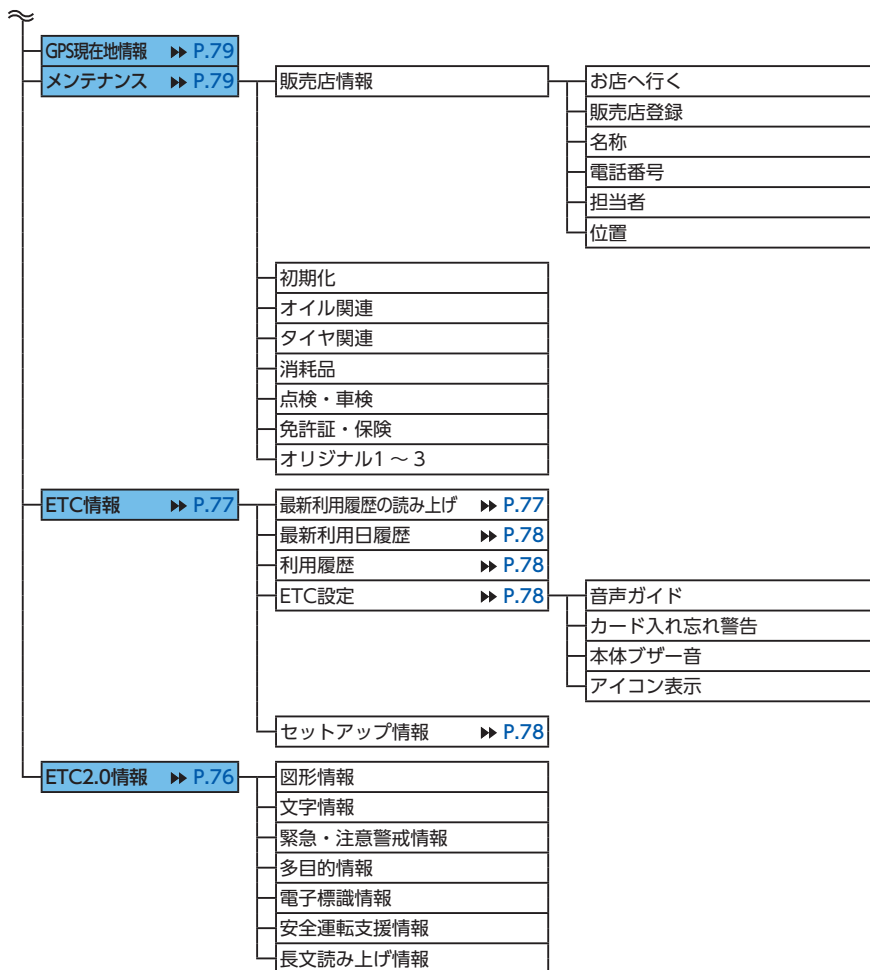 GPS現在地情報 ▶▶ P.79
メンテナンス ▶▶ P.79
販売店情報
お店へ行く
販売店登録
名称
電話番号
担当者
位置
初期化
オイル関連
タイヤ関連
消耗品
点検・車検
免許証・保険
オリジナル1 ～ 3
ETC情報 ▶▶ P.77
最新利用履歴の読み上げ ▶▶ P.77
最新利用日履歴 ▶▶ P.78
利用履歴 ▶▶ P.78
ETC設定 ▶▶ P.78
音声ガイド
カード入れ忘れ警告
本体ブザー音
アイコン表示
セットアップ情報 ▶▶ P.78
ETC2.0情報 ▶▶ P.76
図形情報
文字情報
緊急・注意警戒情報
多目的情報
電子標識情報
安全運転支援情報
長文読み上げ情報